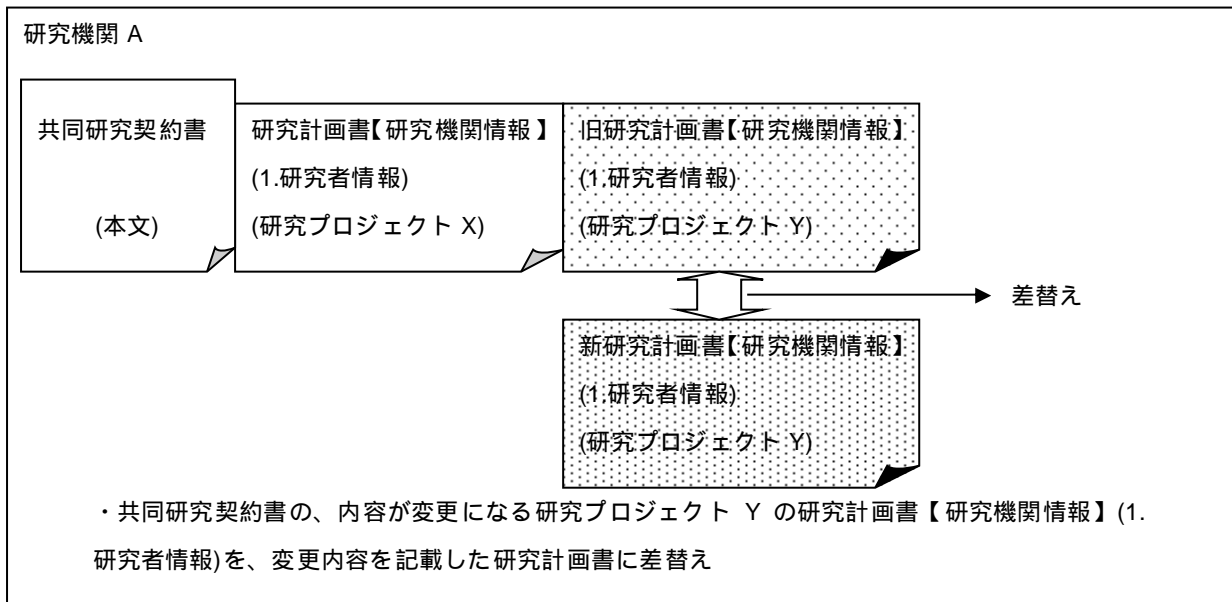 研究機関 A
共同研究契約書
(本文)
研究計画書【研究機関情報】
(1.研究者情報)
(研究プロジェクト X)
旧研究計画書【研究機関情報】
(1.研究者情報)
(研究プロジェクト Y)
差替え
新研究計画書【研究機関情報】
(1.研究者情報)
(研究プロジェクト Y)
・共同研究契約書の、内容が変更になる研究プロジェクト Y の研究計画書【研究機関情報】(1.
研究者情報)を、変更内容を記載した研究計画書に差替え